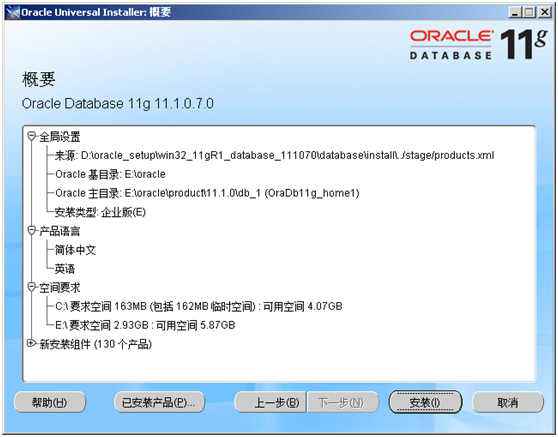 Oracle Universal Installer: 概要
ORACLE
DATABASE 11g
概要
Oracle Database 11g 11.1.0.7.0
全局设置
来源: D:\oracle_setup\win32_11gR1_database_111070\database\install\../stage/products.xml
Oracle 基目录: E:\oracle
Oracle 主目录: E:\oracle\product\11.1.0\db_1 (OraDb11g_home1)
安装类型: 企业版(E)
产品语言
简体中文
英语
空间要求
C:\ 要求空间 163MB (包括 162MB 临时空间) : 可用空间 4.07GB
E:\ 要求空间 2.93GB : 可用空间 5.87GB
新安装组件 (130 个产品)
帮助(H) 已安装产品(P)... 上一步(B) 下一步(N) 安装(I) 取消